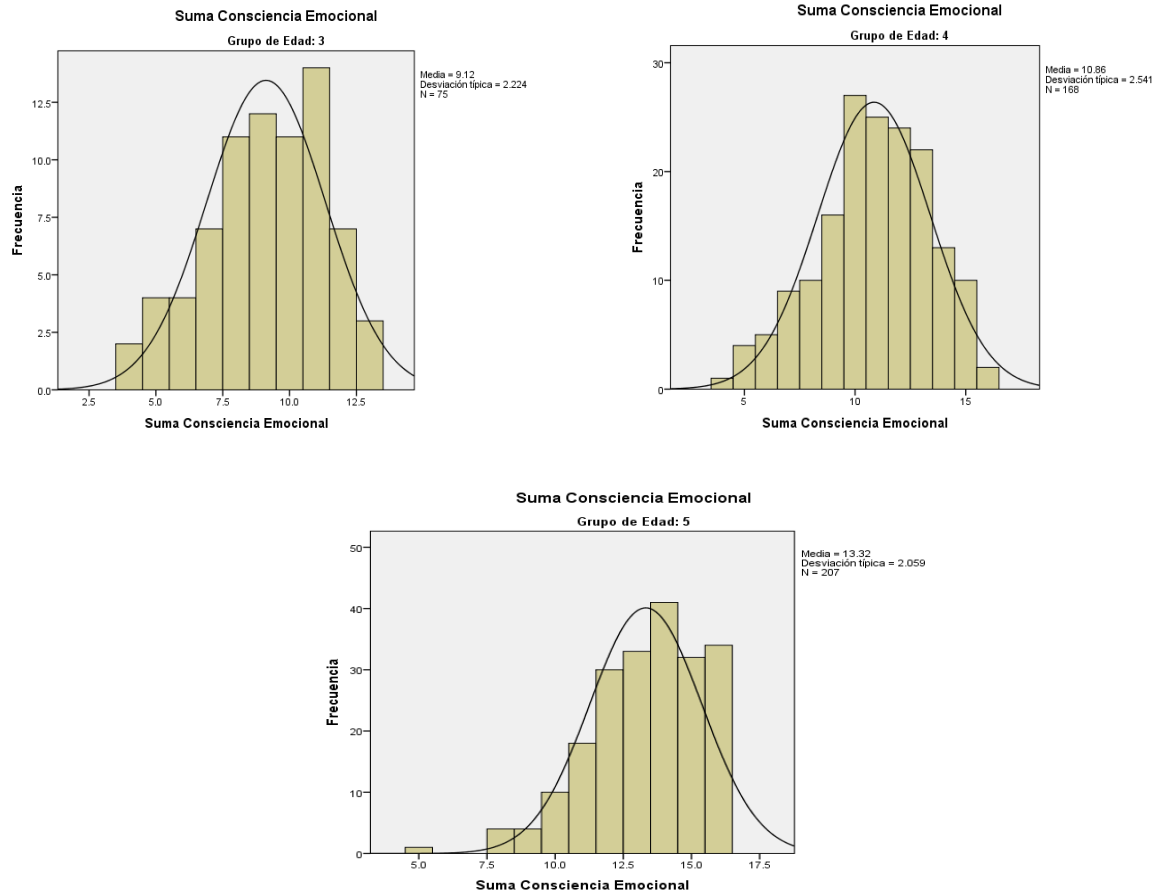 Suma Consciencia Emocional
Grupo de Edad: 3
Media = 9.12
Desviación típica = 2.224
N = 75
Frecuencia
12.5
10.0
7.5
5.0
2.5
0.0
2.5 5.0 7.5 10.0 12.5
Suma Consciencia Emocional
Suma Consciencia Emocional
Grupo de Edad: 4
Media = 10.86
Desviación típica = 2.541
N = 168
Frecuencia
30
20
10
0
5 10 15
Suma Consciencia Emocional
Suma Consciencia Emocional
Grupo de Edad: 5
Media = 13.32
Desviación típica = 2.059
N = 207
Frecuencia
50
40
30
20
10
0
5.0 7.5 10.0 12.5 15.0 17.5
Suma Consciencia Emocional